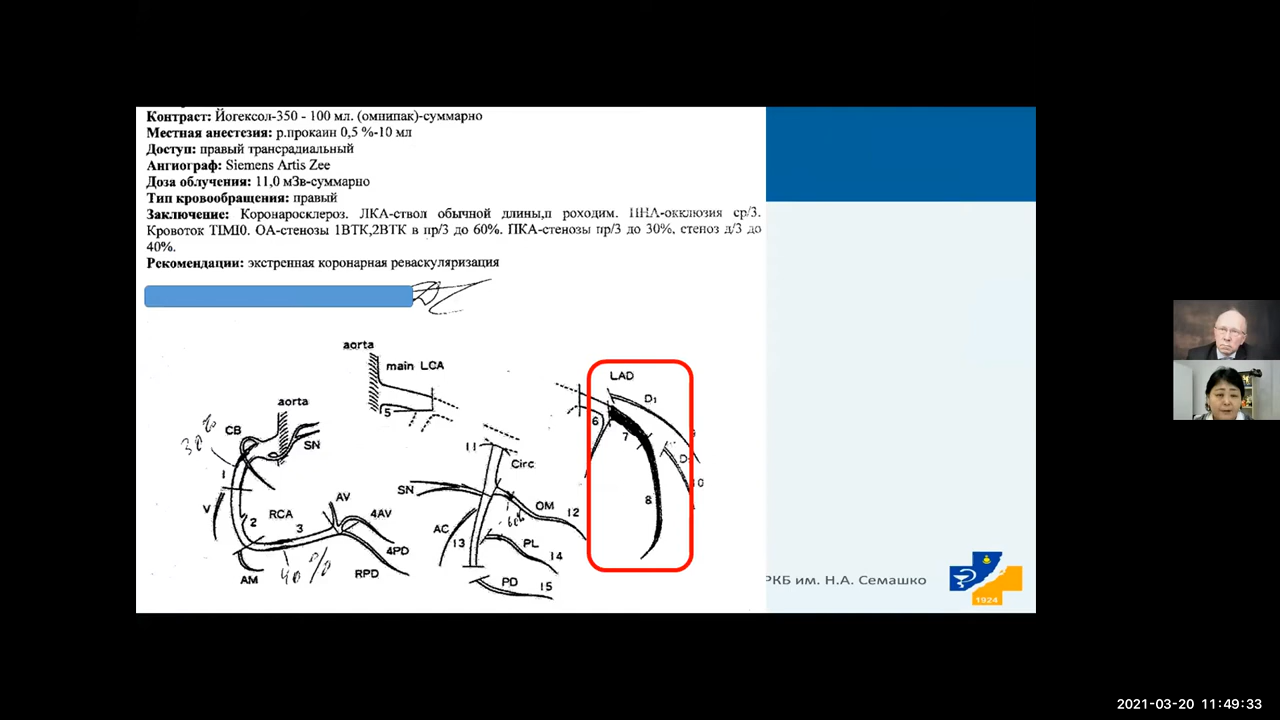 Контраст: Йогексол-350 - 100 мл. (омнипак)-суммарно
Местная анестезия: р.прокаин 0,5 %-10 мл
Доступ: правый трансрадиальный
Ангиограф: Siemens Artis Zee
Доза облучения: 11,0 мЗв-суммарно
Тип кровообращения: правый
Заключение: Коронаросклероз. ЛКА-ствол обычной длины,п роходим. ПНА-окклюзия ср/3.
Кровоток TIMI0. ОА-стенозы 1ВТК,2ВТК в пр/3 до 60%. ПКА-стенозы пр/3 до 30%, стеноз д/3 до
40%.
Рекомендации: экстренная коронарная реваскуляризация
aorta
main LCA
5
aorta
CB
SN
30%
1
V
2
RCA
3
AV
4AV
4PD
RPD
AM
40%
11
Circ
SN
OM
12
60%
AC
13
PL
14
PD
15
LAD
D1
6
7
D
8
РКБ им. Н.А. Семашко
1924
2021-03-20 11:49:33